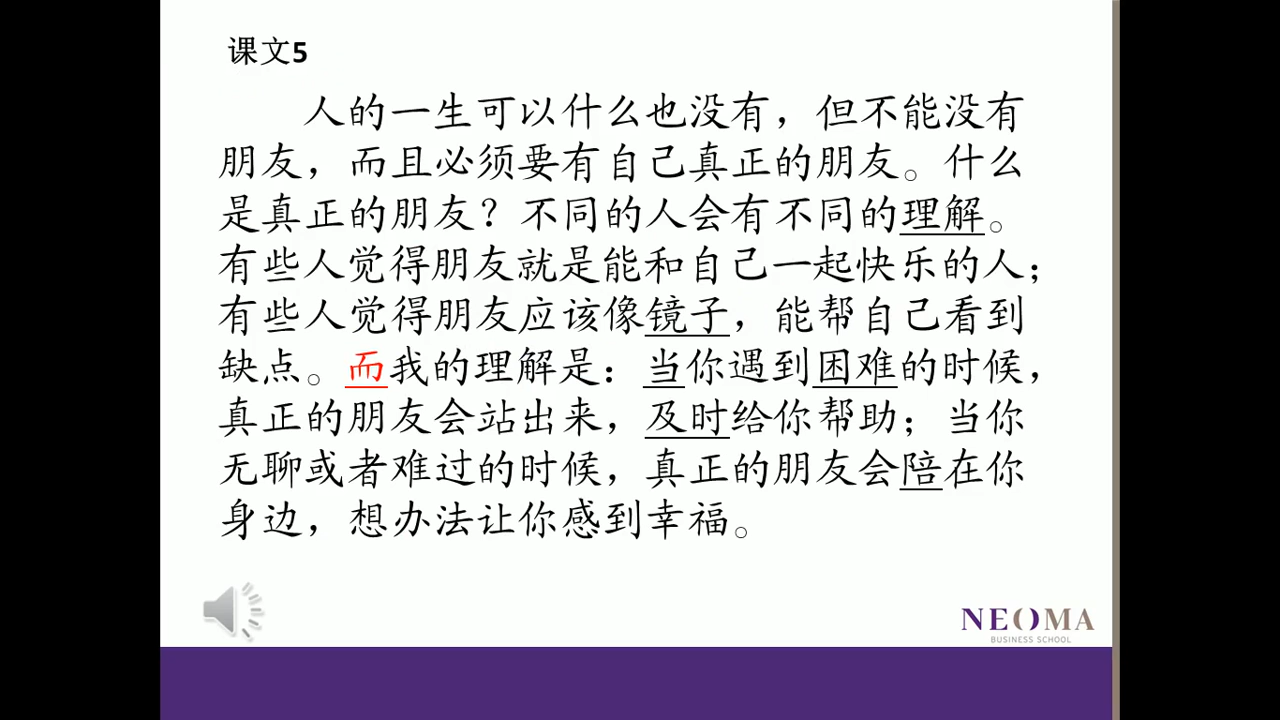 课文5
人的一生可以什么也没有，但不能没有
朋友，而且必须要有自己真正的朋友。什么
是真正的朋友？不同的人会有不同的理解。
有些人觉得朋友就是能和自己一起快乐的人；
有些人觉得朋友应该像镜子，能帮自己看到
缺点。而我的理解是：当你遇到困难的时候，
真正的朋友会站出来，及时给你帮助；当你
无聊或者难过的时候，真正的朋友会陪在你
身边，想办法让你感到幸福。
NEOMA
BUSINESS SCHOOL